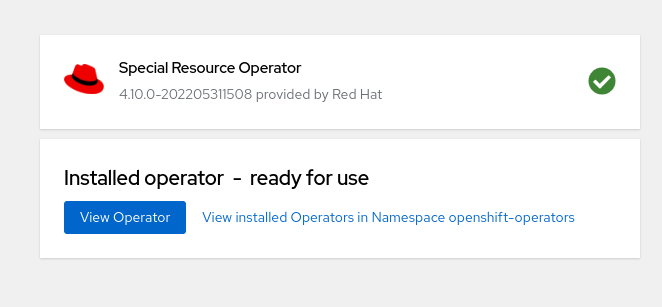 Special Resource Operator
4.10.0-202205311508 provided by Red Hat
Installed operator - ready for use
View Operator
View installed Operators in Namespace openshift-operators